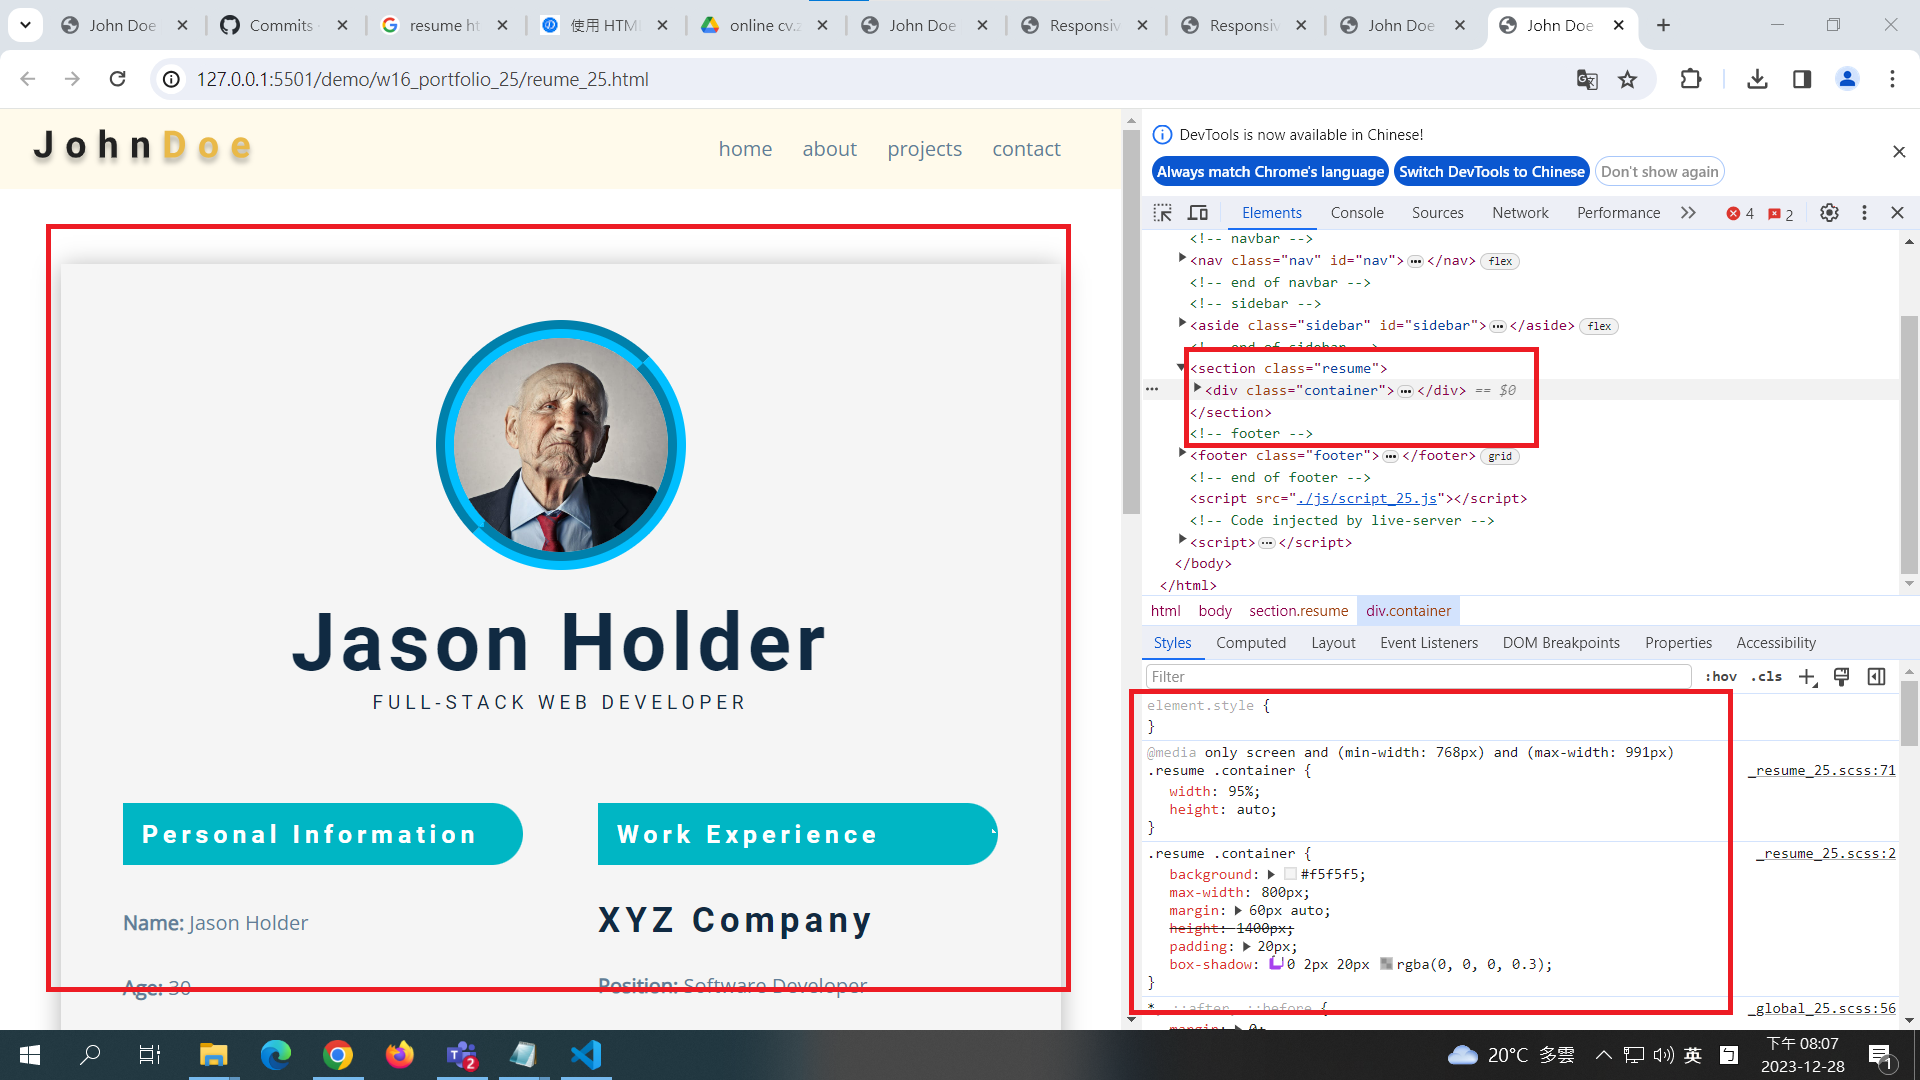 John Doe
Commits
resume ht
使用 HTM
online cv.z
John Doe
Responsiv
Responsiv
John Doe
John Doe
127.0.0.1:5501/demo/w16_portfolio_25/reume_25.html
JohnDoe
home about projects contact
Jason Holder
FULL-STACK WEB DEVELOPER
Personal Information
Name: Jason Holder
Age: 30
Work Experience
XYZ Company
Position: Software Developer
DevTools is now available in Chinese!
Always match Chrome's language Switch DevTools to Chinese Don't show again
Elements Console Sources Network Performance 4 2
<!-- navbar -->
<nav class="nav" id="nav">…</nav> flex
<!-- end of navbar -->
<!-- sidebar -->
<aside class="sidebar" id="sidebar">…</aside> flex
<!-- end of sidebar -->
<section class="resume">
<div class="container">…</div> == $0
</section>
<!-- footer -->
<footer class="footer">…</footer> grid
<!-- end of footer -->
<script src="./js/script_25.js"></script>
<!-- Code injected by live-server -->
<script>…</script>
</body>
</html>
html body section.resume div.container
Styles Computed Layout Event Listeners DOM Breakpoints Properties Accessibility
Filter :hov .cls
element.style {
}
@media only screen and (min-width: 768px) and (max-width: 991px)
.resume .container { _resume_25.scss:71
width: 95%;
height: auto;
}
.resume .container { _resume_25.scss:2
background: #f5f5f5;
max-width: 800px;
margin: 60px auto;
height: 1400px;
padding: 20px;
box-shadow: 0 2px 20px rgba(0, 0, 0, 0.3);
}
*, ::after, ::before { _global_25.scss:56
margin: 0;
2
20°C 多雲
英
下午 08:07
2023-12-28
1